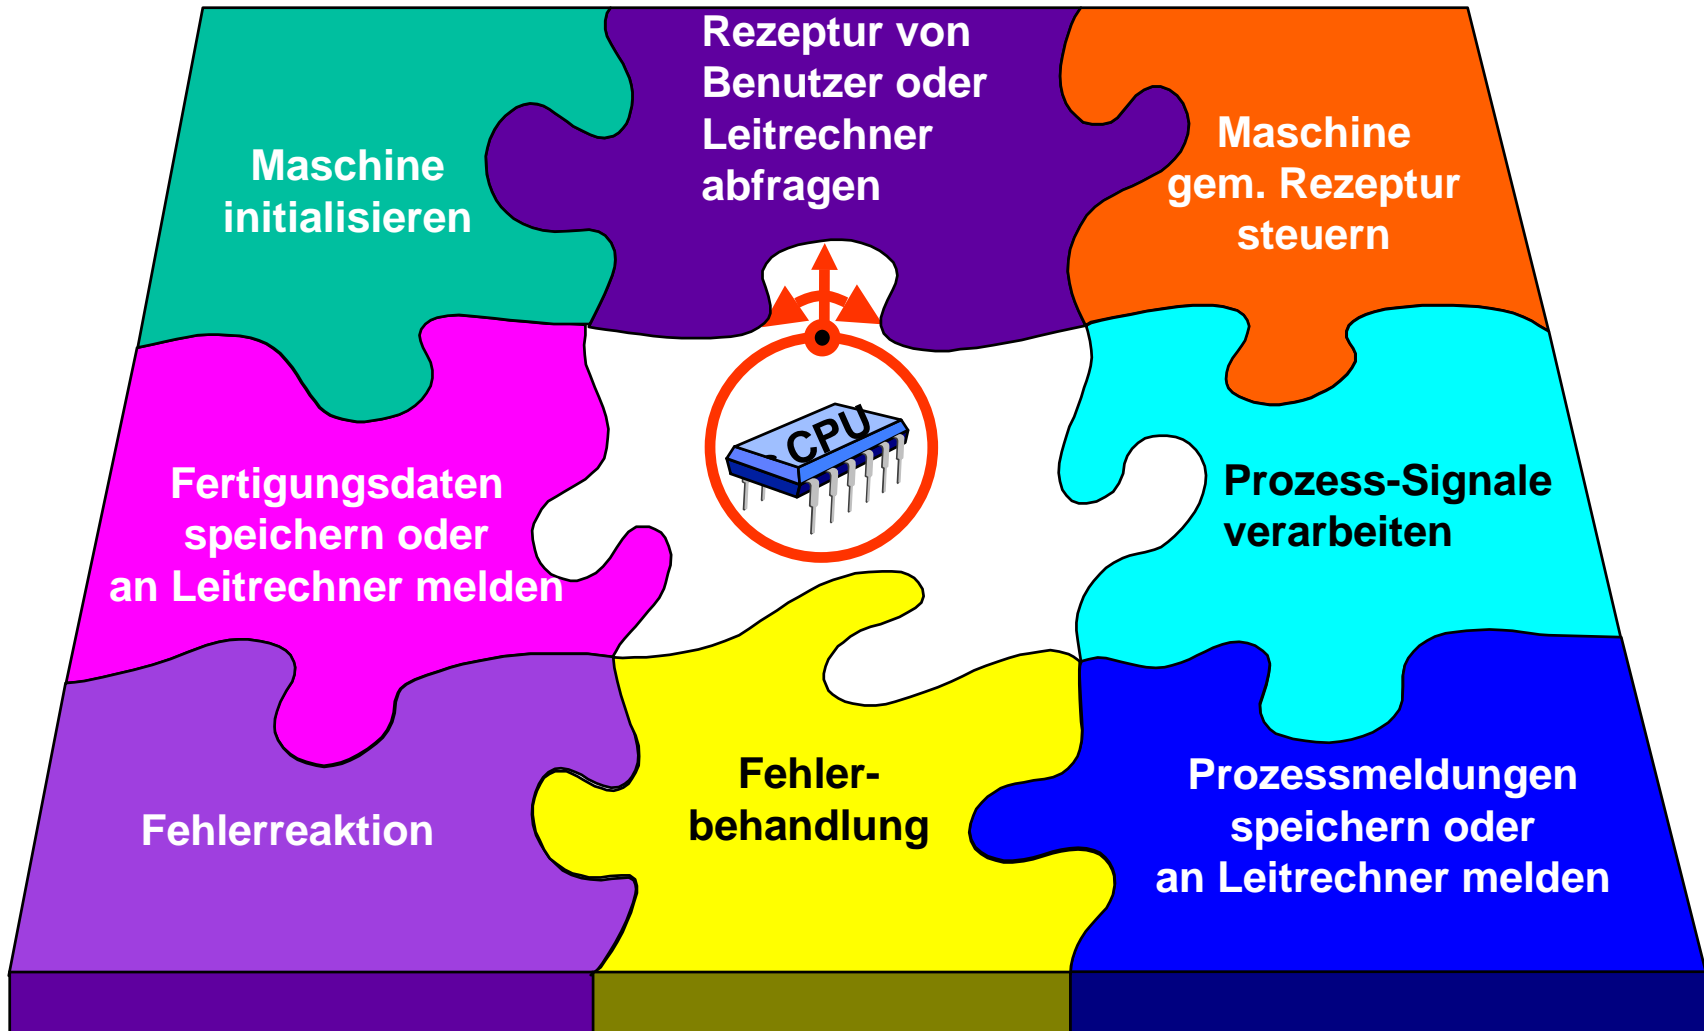 Rezeptur von
Benutzer oder
Leitrechner
abfragen
Maschine
initialisieren
Maschine
gem. Rezeptur
steuern
CPU
Fertigungsdaten
speichern oder
an Leitrechner melden
Prozess-Signale
verarbeiten
Fehlerreaktion
Fehler-
behandlung
Prozessmeldungen
speichern oder
an Leitrechner melden